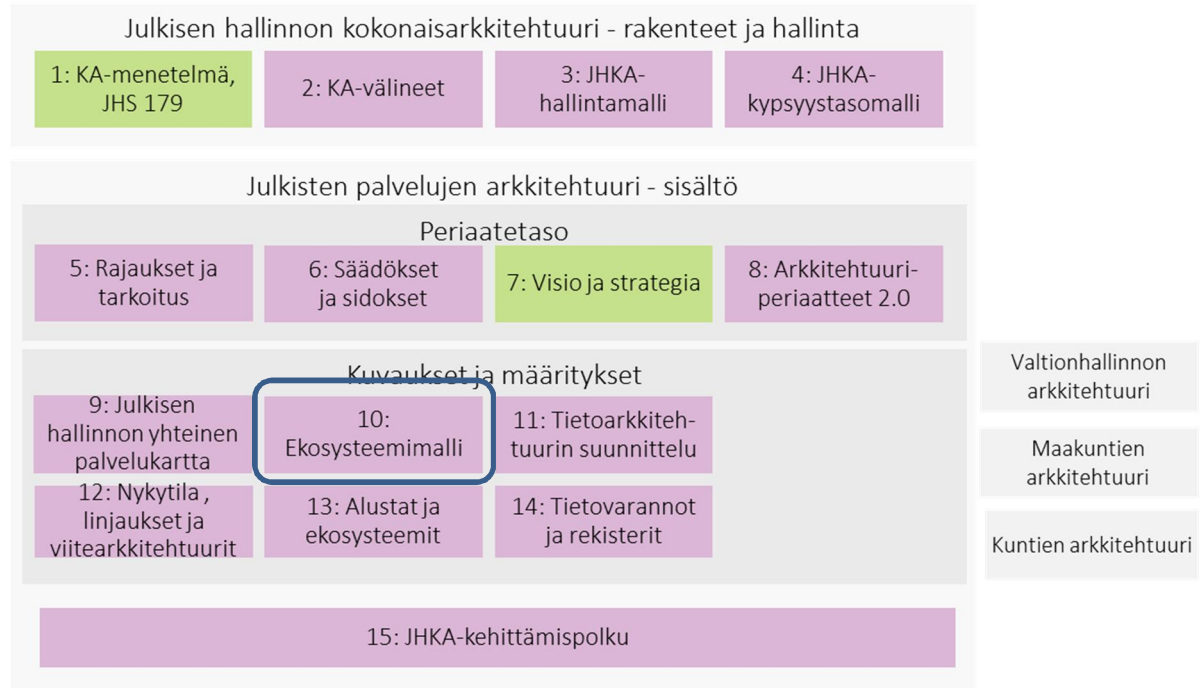 Julkisen hallinnon kokonaisarkkitehtuuri - rakenteet ja hallinta
1: KA-menetelmä,
JHS 179
2: KA-välineet
3: JHKA-
hallintamalli
4: JHKA-
kypsyystasomalli
Julkisten palvelujen arkkitehtuuri - sisältö
Periaatetaso
5: Rajaukset ja
tarkoitus
6: Säädökset
ja sidokset
7: Visio ja strategia
8: Arkkitehtuuri-
periaatteet 2.0
Kuvaukset ja määritykset
9: Julkisen
hallinnon yhteinen
palvelukartta
10:
Ekosysteemimalli
11: Tietoarkkiteh-
tuurin suunnittelu
12: Nykytila ,
linjaukset ja
viitearkkitehtuurit
13: Alustat ja
ekosysteemit
14: Tietovarannot
ja rekisterit
15: JHKA-kehittämispolku
Valtionhallinnon
arkkitehtuuri
Maakuntien
arkkitehtuuri
Kuntien arkkitehtuuri